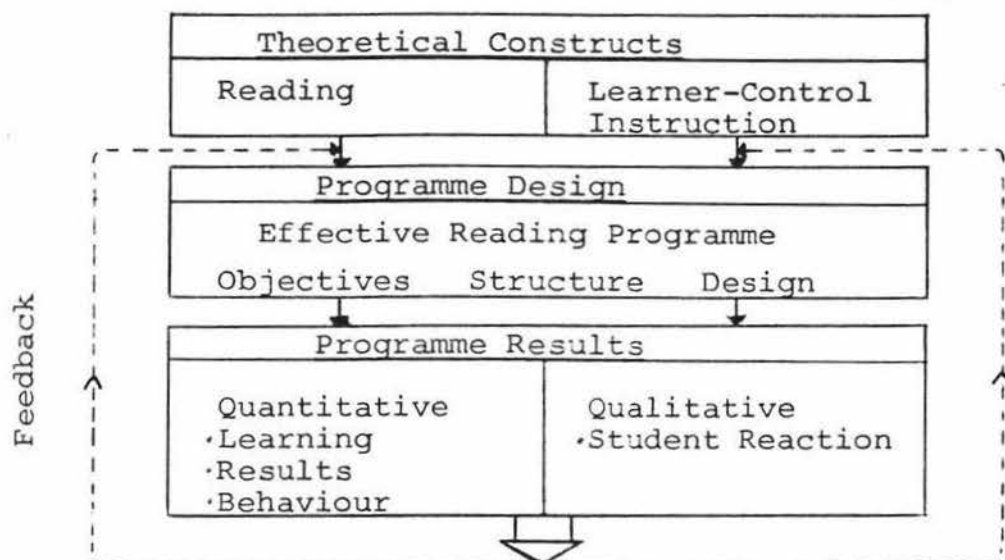 Theoretical Constructs
Reading
Learner-Control
Instruction
Programme Design
Effective Reading Programme
Objectives Structure Design
Feedback
Programme Results
Quantitative
·Learning
·Results
·Behaviour
Qualitative
·Student Reaction